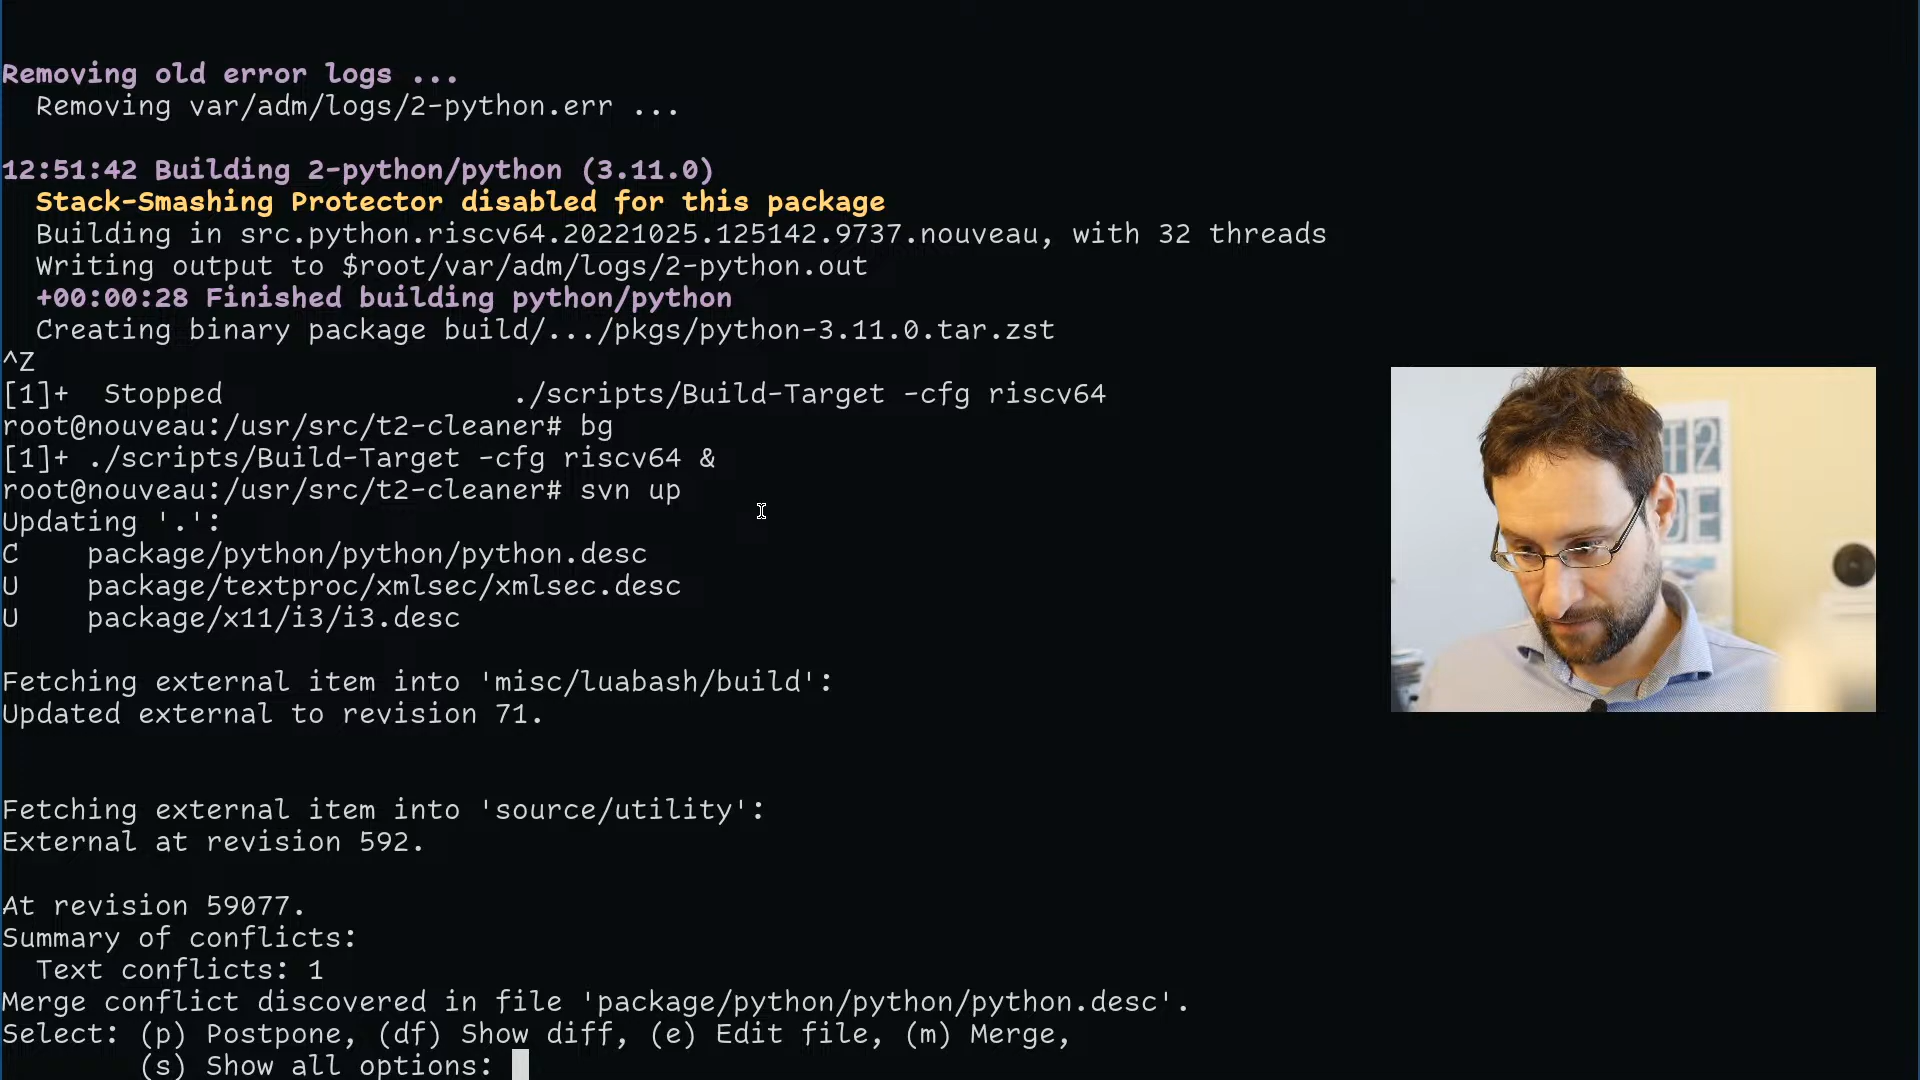 Removing old error logs ...
Removing var/adm/logs/2-python.err ...
12:51:42 Building 2-python/python (3.11.0)
Stack-Smashing Protector disabled for this package
Building in src.python.riscv64.20221025.125142.9737.nouveau, with 32 threads
Writing output to $root/var/adm/logs/2-python.out
+00:00:28 Finished building python/python
Creating binary package build/.../pkgs/python-3.11.0.tar.zst
^Z
[1]+  Stopped                 ./scripts/Build-Target -cfg riscv64
root@nouveau:/usr/src/t2-cleaner# bg
[1]+ ./scripts/Build-Target -cfg riscv64 &
root@nouveau:/usr/src/t2-cleaner# svn up
Updating '.':
C    package/python/python/python.desc
U    package/textproc/xmlsec/xmlsec.desc
U    package/x11/i3/i3.desc
Fetching external item into 'misc/luabash/build':
Updated external to revision 71.
Fetching external item into 'source/utility':
External at revision 592.
At revision 59077.
Summary of conflicts:
Text conflicts: 1
Merge conflict discovered in file 'package/python/python/python.desc'.
Select: (p) Postpone, (df) Show diff, (e) Edit file, (m) Merge,
(s) Show all options: